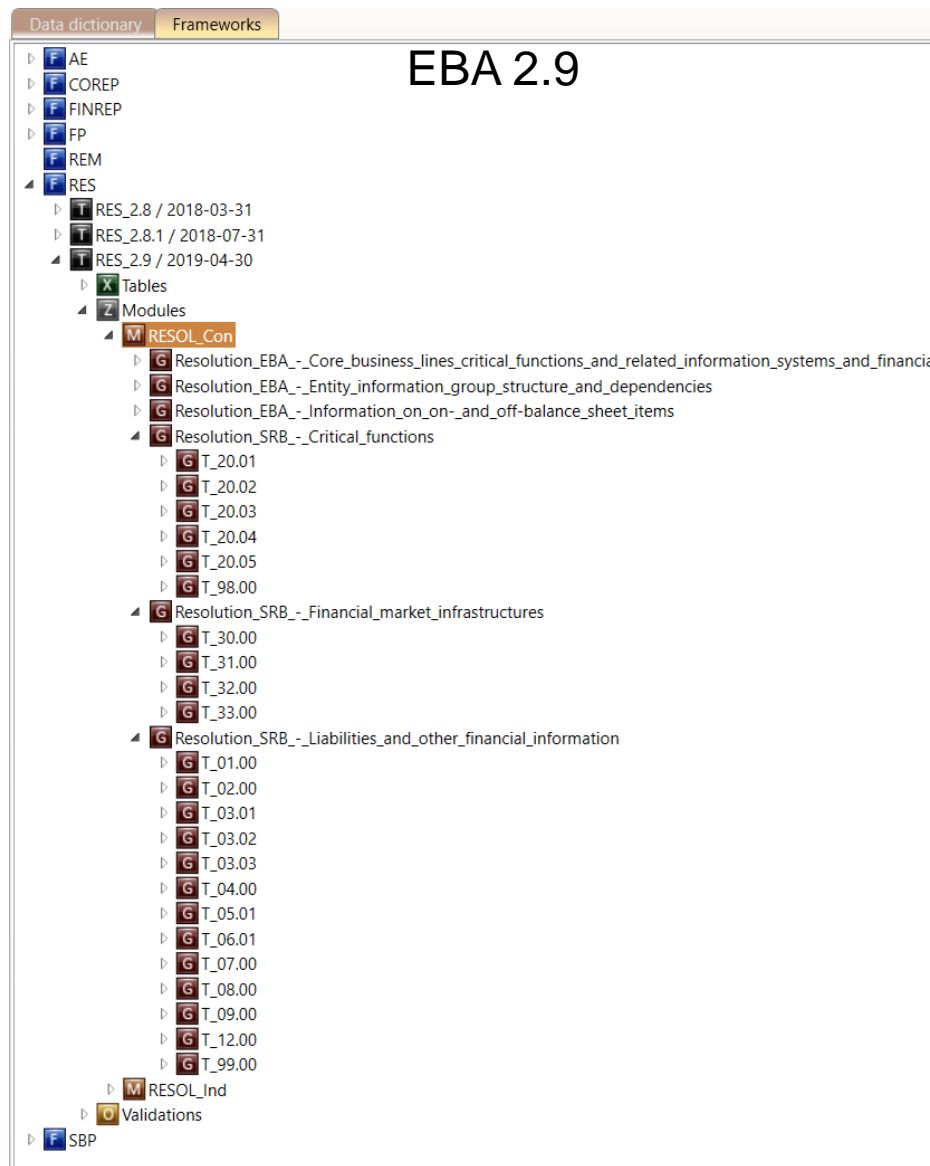 Data dictionary Frameworks
EBA 2.9
F AE
F COREP
F FINREP
F FP
F REM
F RES
T RES_2.8 / 2018-03-31
T RES_2.8.1 / 2018-07-31
T RES_2.9 / 2019-04-30
X Tables
Z Modules
M RESOL_Con
G Resolution_EBA_-_Core_business_lines_critical_functions_and_related_information_systems_and_financia
G Resolution_EBA_-_Entity_information_group_structure_and_dependencies
G Resolution_EBA_-_Information_on_on-_and_off-balance_sheet_items
G Resolution_SRB_-_Critical_functions
G T_20.01
G T_20.02
G T_20.03
G T_20.04
G T_20.05
G T_98.00
G Resolution_SRB_-_Financial_market_infrastructures
G T_30.00
G T_31.00
G T_32.00
G T_33.00
G Resolution_SRB_-_Liabilities_and_other_financial_information
G T_01.00
G T_02.00
G T_03.01
G T_03.02
G T_03.03
G T_04.00
G T_05.01
G T_06.01
G T_07.00
G T_08.00
G T_09.00
G T_12.00
G T_99.00
M RESOL_Ind
O Validations
F SBP